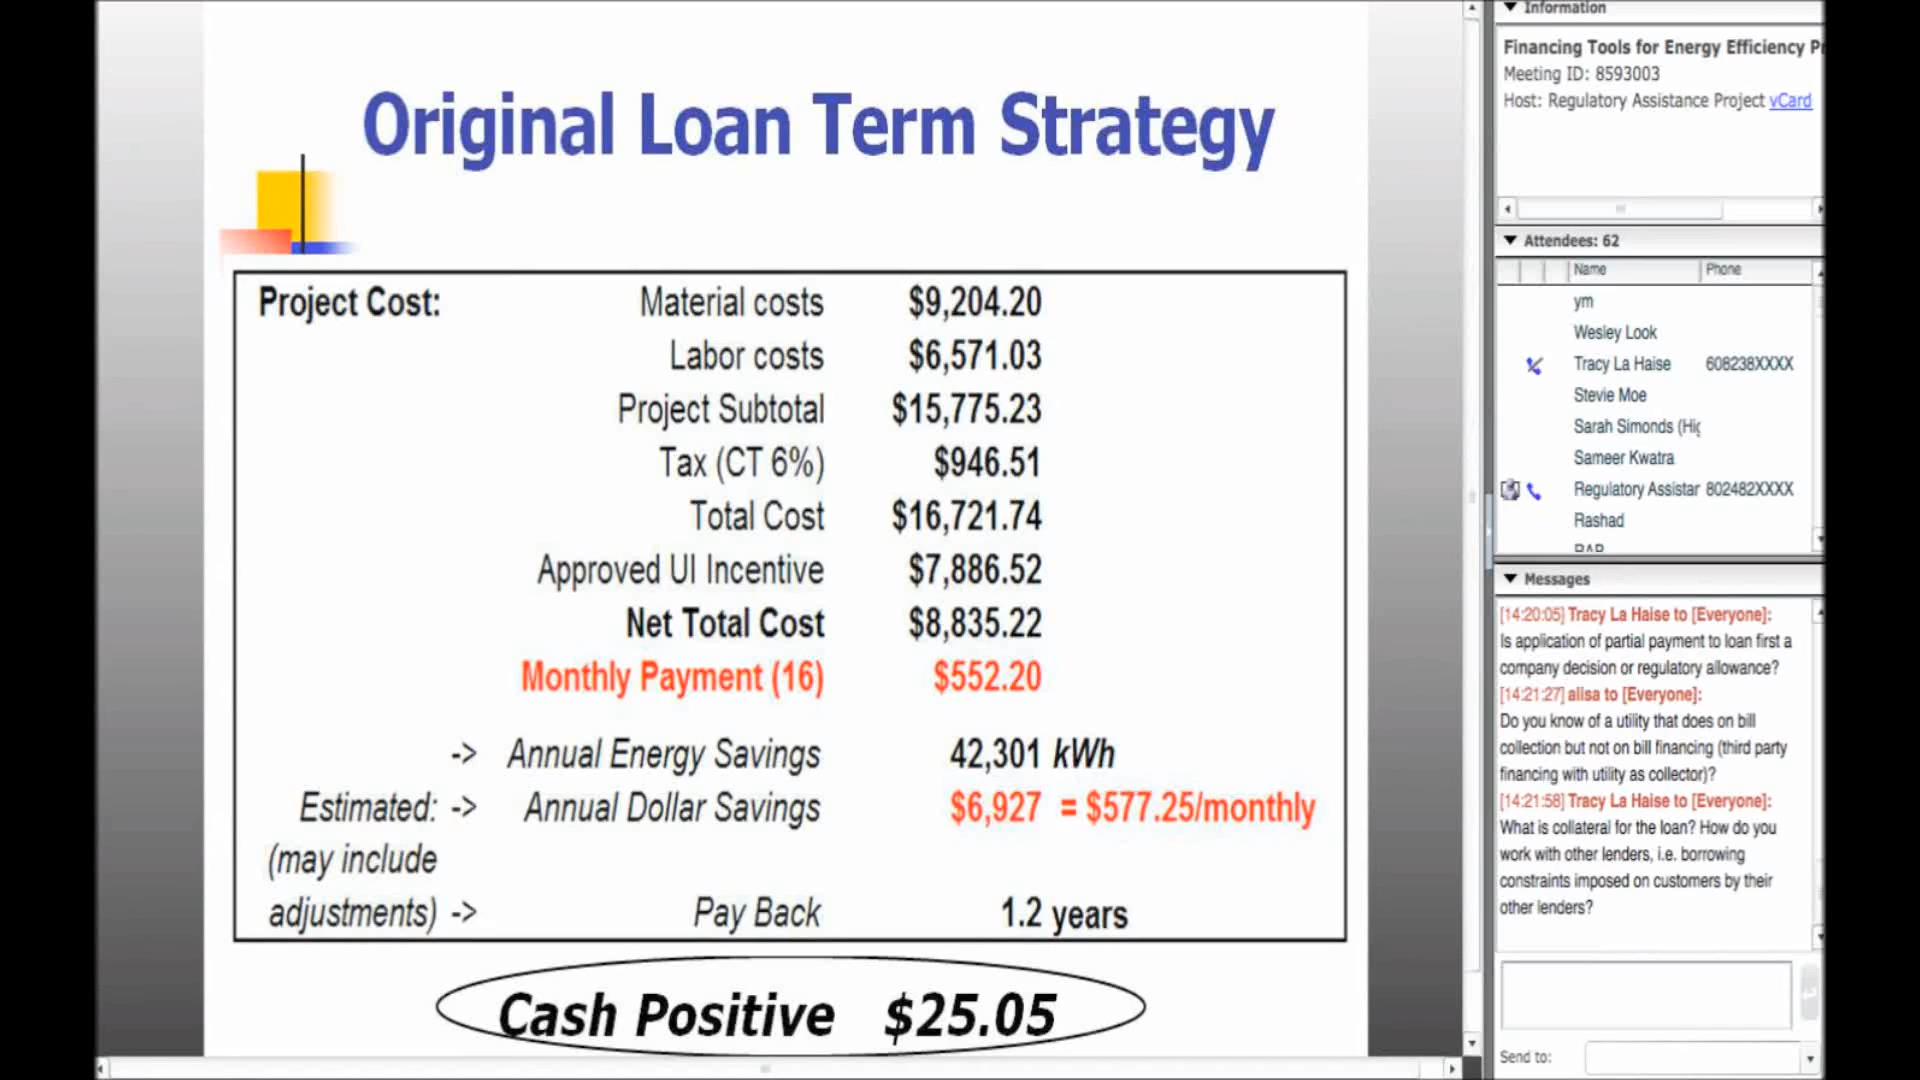 Original Loan Term Strategy
Project Cost: Material costs $9,204.20
Labor costs $6,571.03
Project Subtotal $15,775.23
Tax (CT 6%) $946.51
Total Cost $16,721.74
Approved UI Incentive $7,886.52
Net Total Cost $8,835.22
Monthly Payment (16) $552.20
-> Annual Energy Savings 42,301 kWh
Estimated: -> Annual Dollar Savings $6,927 = $577.25/monthly
(may include
adjustments) -> Pay Back 1.2 years
Cash Positive $25.05
Information
Financing Tools for Energy Efficiency Pr
Meeting ID: 8593003
Host: Regulatory Assistance Project vCard
Attendees: 62
Name Phone
ym
Wesley Look
Tracy La Haise 608238XXXX
Stevie Moe
Sarah Simonds (Hig
Sameer Kwatra
Regulatory Assistar 802482XXXX
Rashad
RAP
Messages
[14:20:05] Tracy La Haise to [Everyone]:
Is application of partial payment to loan first a
company decision or regulatory allowance?
[14:21:27] alisa to [Everyone]:
Do you know of a utility that does on bill
collection but not on bill financing (third party
financing with utility as collector)?
[14:21:58] Tracy La Haise to [Everyone]:
What is collateral for the loan? How do you
work with other lenders, i.e. borrowing
constraints imposed on customers by their
other lenders?
Send to: